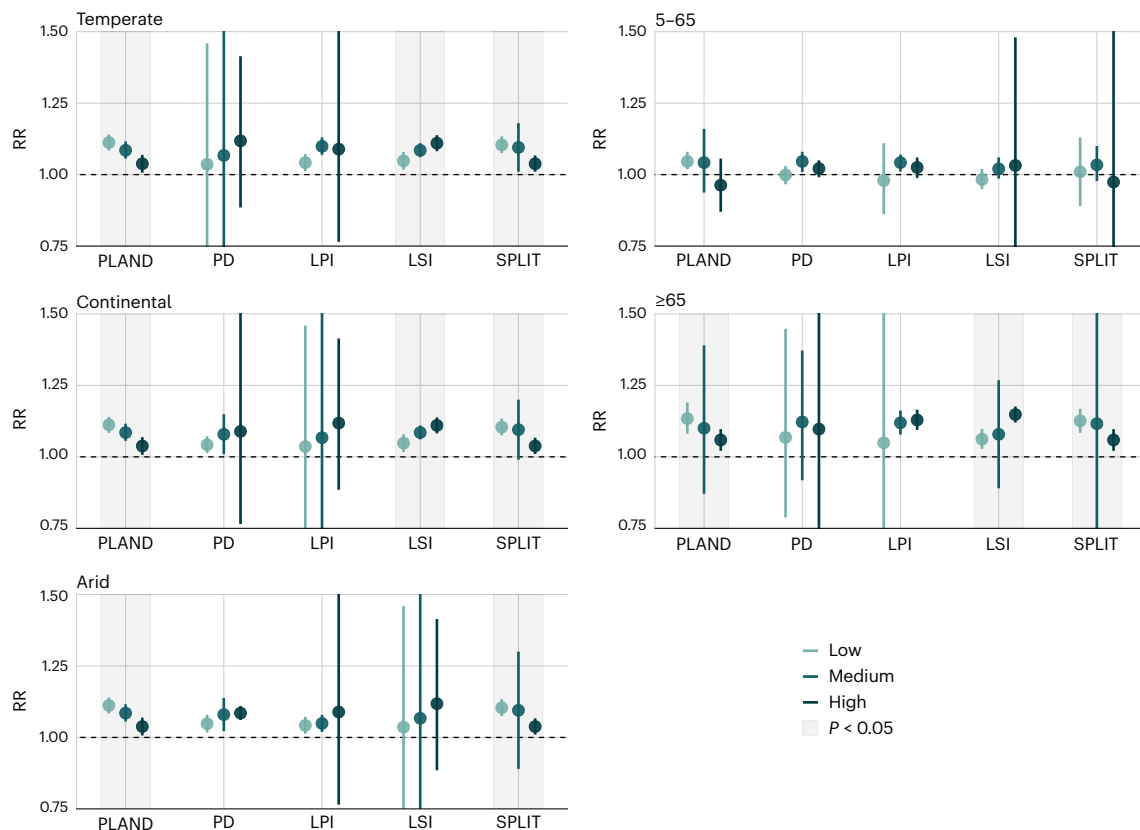 Temperate
1.50
1.25
1.00
0.75
RR
PLAND PD LPI LSI SPLIT
5–65
1.50
1.25
1.00
0.75
RR
PLAND PD LPI LSI SPLIT
Continental
1.50
1.25
1.00
0.75
RR
PLAND PD LPI LSI SPLIT
≥65
1.50
1.25
1.00
0.75
RR
PLAND PD LPI LSI SPLIT
Arid
1.50
1.25
1.00
0.75
RR
PLAND PD LPI LSI SPLIT
Low
Medium
High
P < 0.05